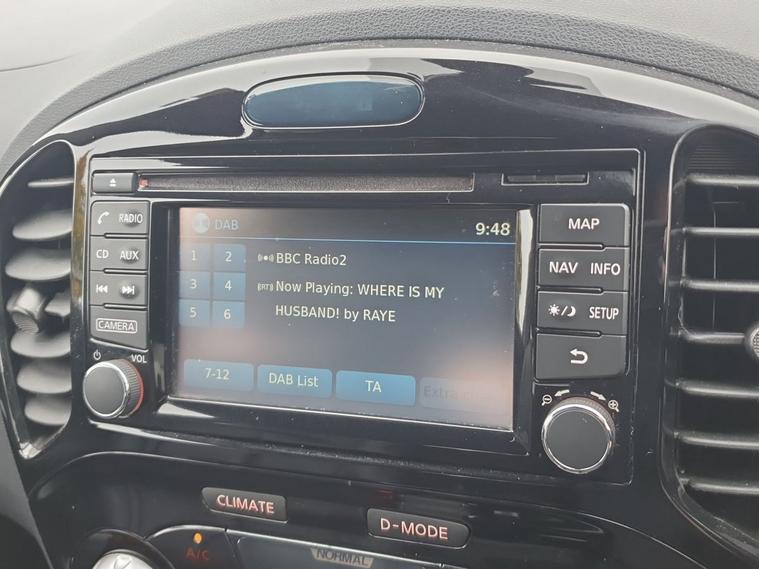 DAB
9:48
1 2
BBC Radio2
3 4
Now Playing: WHERE IS MY
5 6
HUSBAND! by RAYE
7-12
DAB List
TA
Extra
RADIO
CD AUX
CAMERA
VOL
MAP
NAV INFO
SETUP
CLIMATE
D-MODE
A/C
NORMAL